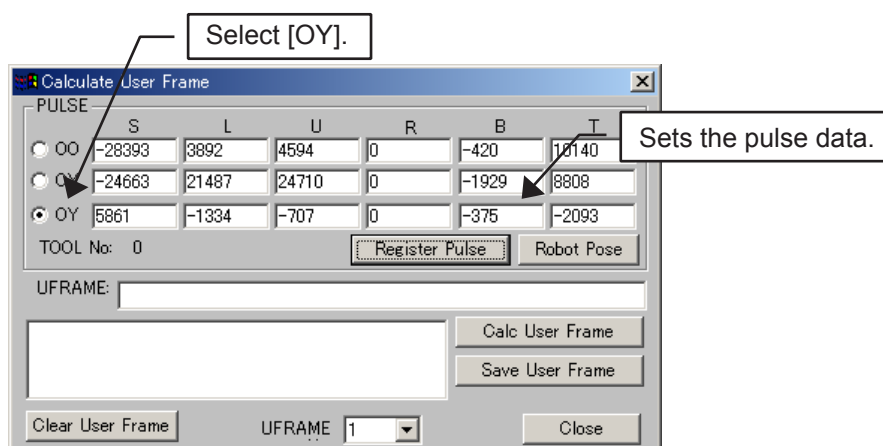 Select [OY].
Calculate User Frame
PULSE
S L U R B T
Sets the pulse data.
OO -28393 3892 4594 0 -420 10140
-24663 21487 24710 0 -1929 8808
OY 5861 -1334 -707 0 -375 -2093
TOOL No: 0 Register Pulse Robot Pose
UFRAME:
Calc User Frame
Save User Frame
Clear User Frame UFRAME 1 Close